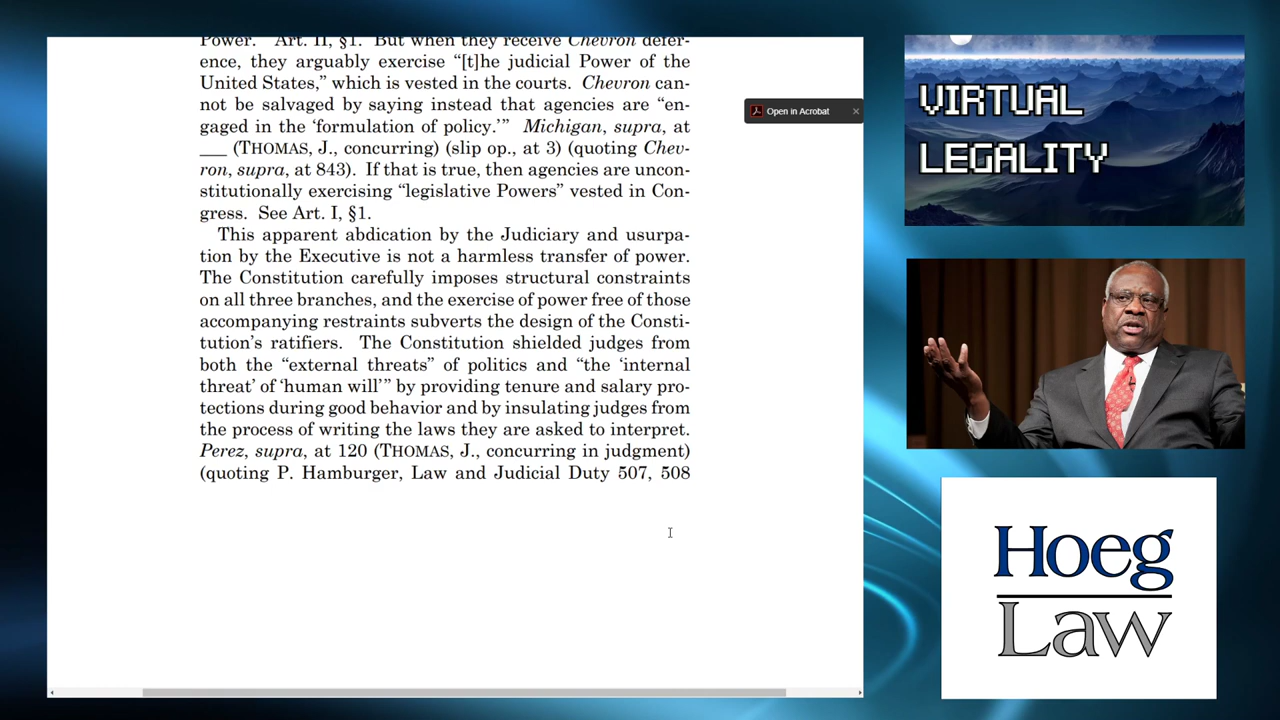 Power. Art. II, §1. But when they receive Chevron defer-
ence, they arguably exercise “[t]he judicial Power of the
United States,” which is vested in the courts. Chevron can-
not be salvaged by saying instead that agencies are “en-
gaged in the ‘formulation of policy.’” Michigan, supra, at
___ (THOMAS, J., concurring) (slip op., at 3) (quoting Chev-
ron, supra, at 843). If that is true, then agencies are uncon-
stitutionally exercising “legislative Powers” vested in Con-
gress. See Art. I, §1.
This apparent abdication by the Judiciary and usurpa-
tion by the Executive is not a harmless transfer of power.
The Constitution carefully imposes structural constraints
on all three branches, and the exercise of power free of those
accompanying restraints subverts the design of the Consti-
tution’s ratifiers. The Constitution shielded judges from
both the “external threats” of politics and “the ‘internal
threat’ of ‘human will’” by providing tenure and salary pro-
tections during good behavior and by insulating judges from
the process of writing the laws they are asked to interpret.
Perez, supra, at 120 (THOMAS, J., concurring in judgment)
(quoting P. Hamburger, Law and Judicial Duty 507, 508
Open in Acrobat
VIRTUAL
LEGALITY
Hoeg
Law